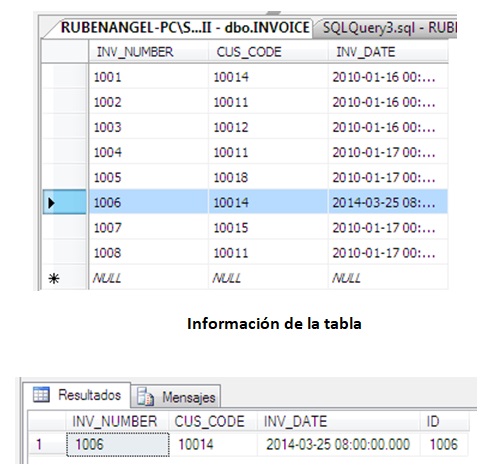 RUBENANGEL-PC\S...II - dbo.INVOICE SQLQuery3.sql - RUB
INV_NUMBER CUS_CODE INV_DATE
1001 10014 2010-01-16 00:...
1002 10011 2010-01-16 00:...
1003 10012 2010-01-16 00:...
1004 10011 2010-01-17 00:...
1005 10018 2010-01-17 00:...
1006 10014 2014-03-25 08:...
1007 10015 2010-01-17 00:...
1008 10011 2010-01-17 00:...
NULL NULL NULL
Información de la tabla
Resultados Mensajes
INV_NUMBER CUS_CODE INV_DATE ID
1 1006 10014 2014-03-25 08:00:00.000 1006